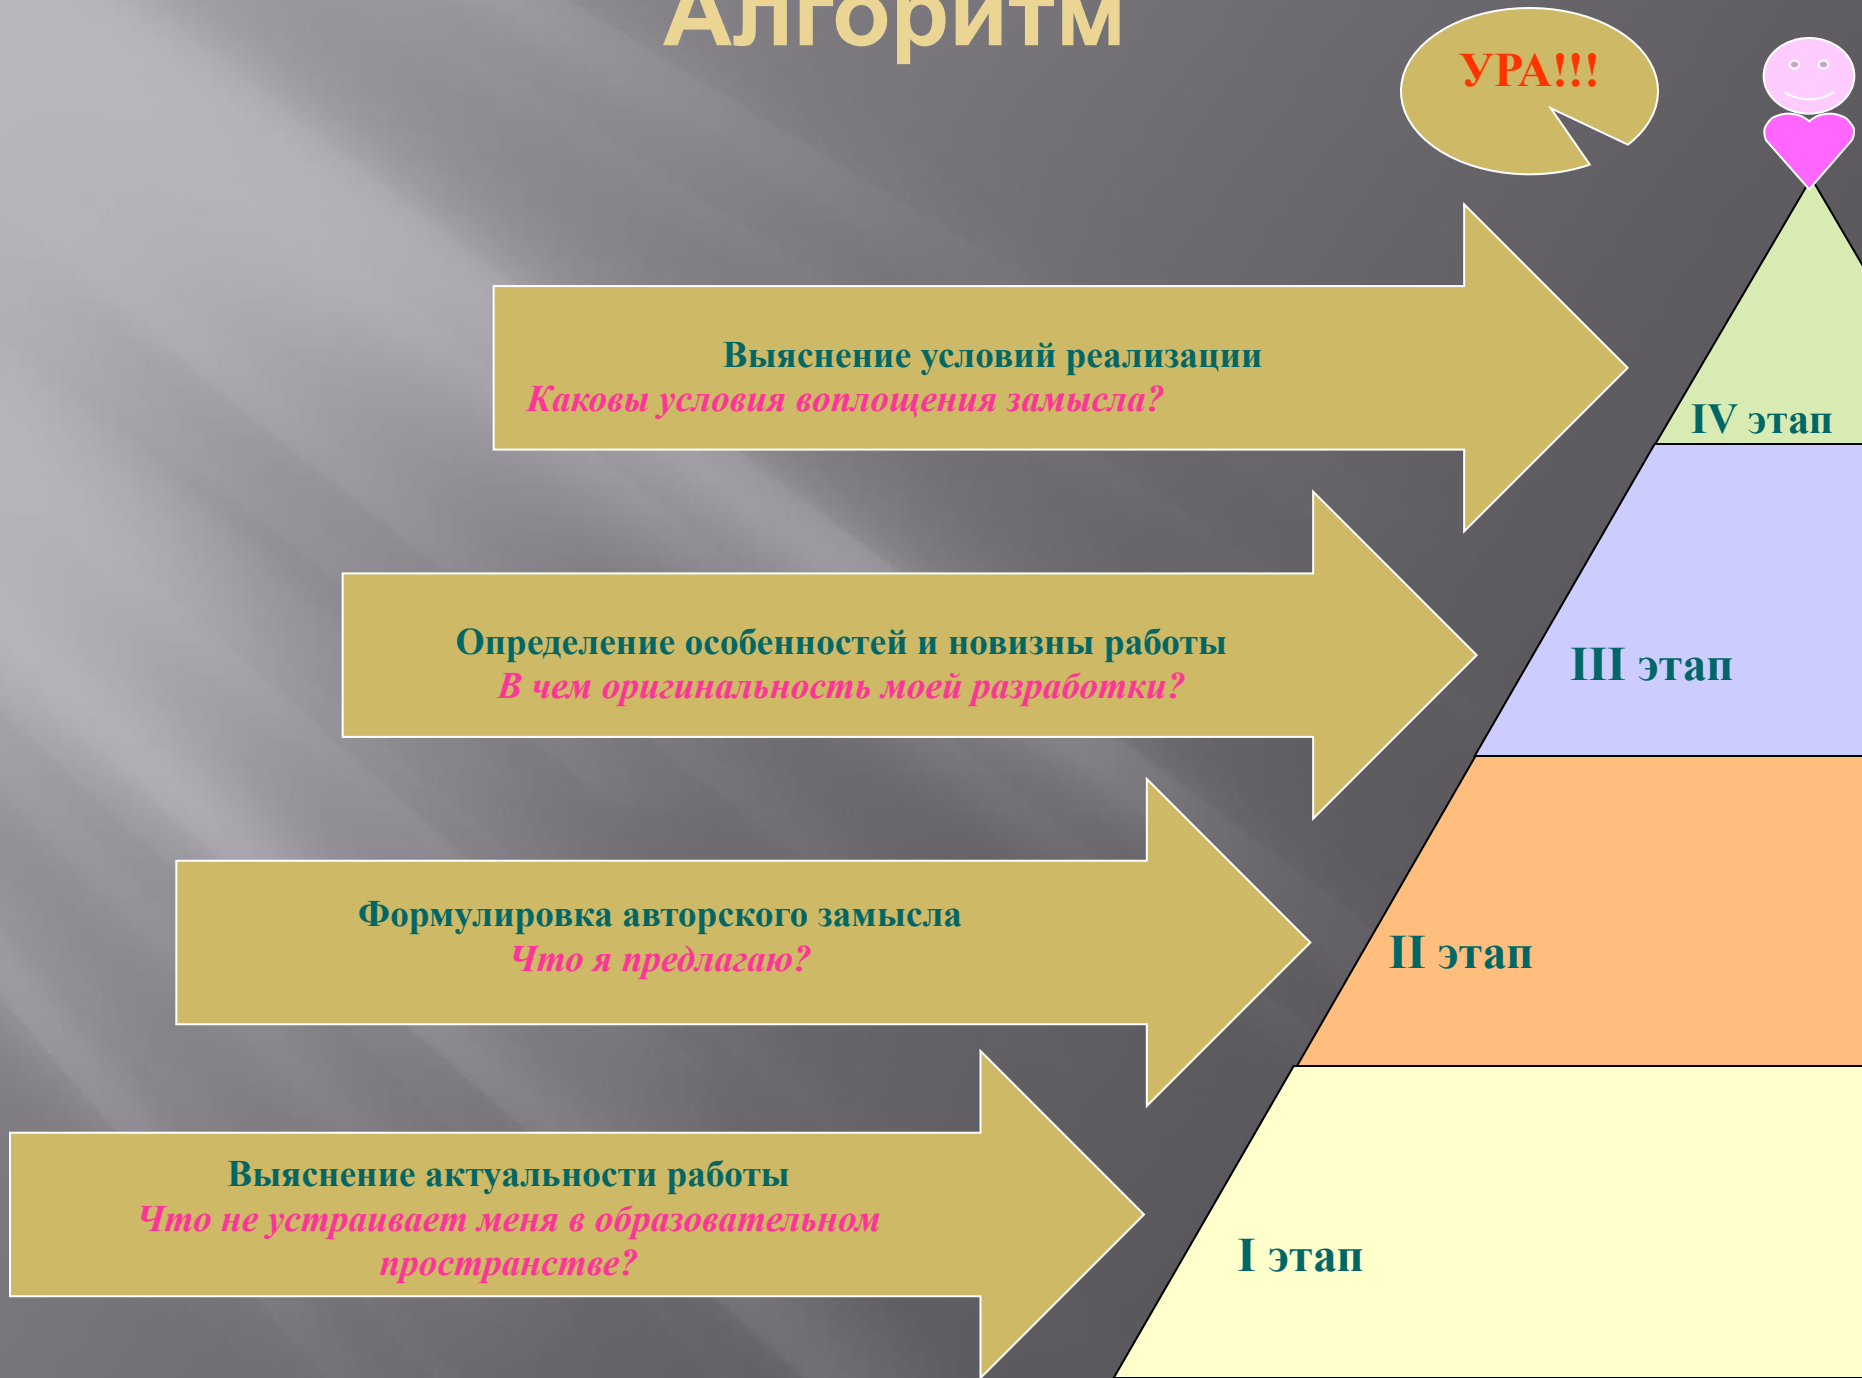 Алгоритм
УРА!!!
Выяснение условий реализации
Каковы условия воплощения замысла?
IV этап
Определение особенностей и новизны работы
В чем оригинальность моей разработки?
III этап
Формулировка авторского замысла
Что я предлагаю?
II этап
Выяснение актуальности работы
Что не устраивает меня в образовательном
пространстве?
I этап